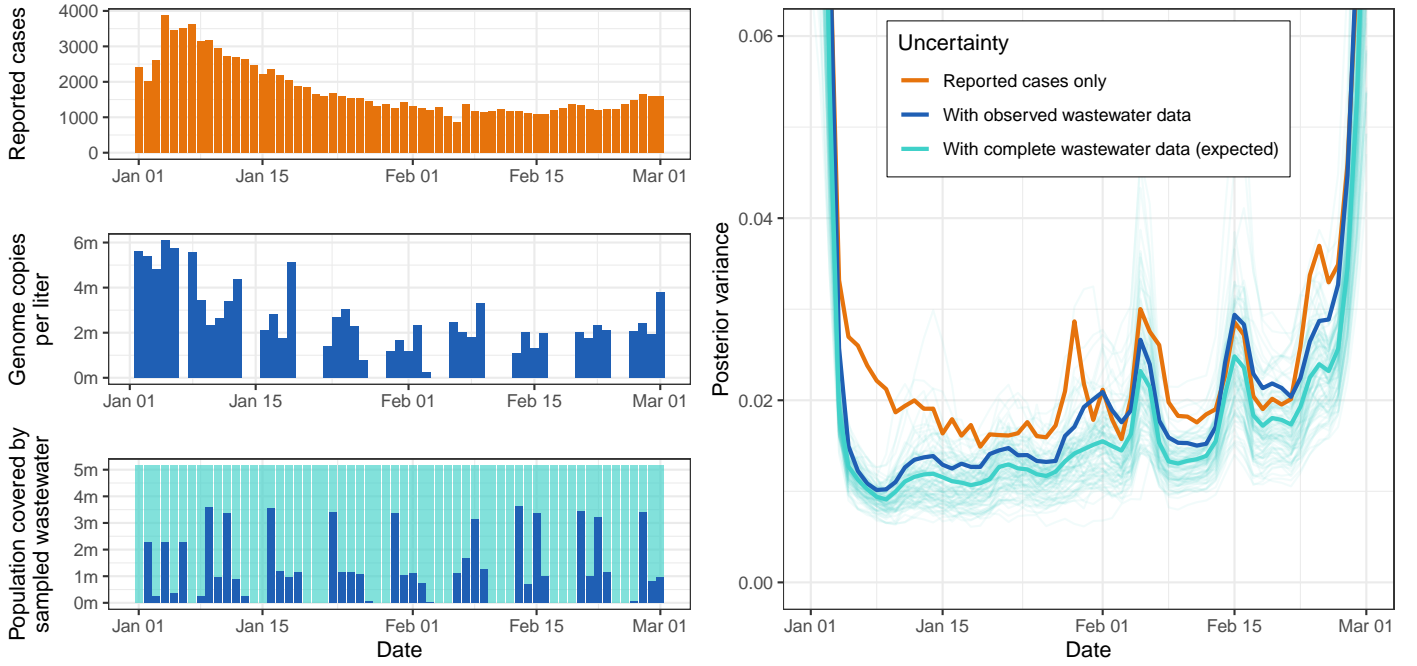 Reported cases
4000
3000
2000
1000
0
Jan 01
Jan 15
Feb 01
Feb 15
Mar 01
Genome copies
per liter
6m
4m
2m
0m
Jan 01
Jan 15
Feb 01
Feb 15
Mar 01
Population covered by
sampled wastewater
5m
4m
3m
2m
1m
0m
Jan 01
Jan 15
Feb 01
Feb 15
Mar 01
Date
Posterior variance
0.06
0.04
0.02
0.00
Uncertainty
Reported cases only
With observed wastewater data
With complete wastewater data (expected)
Jan 01
Jan 15
Feb 01
Feb 15
Mar 01
Date